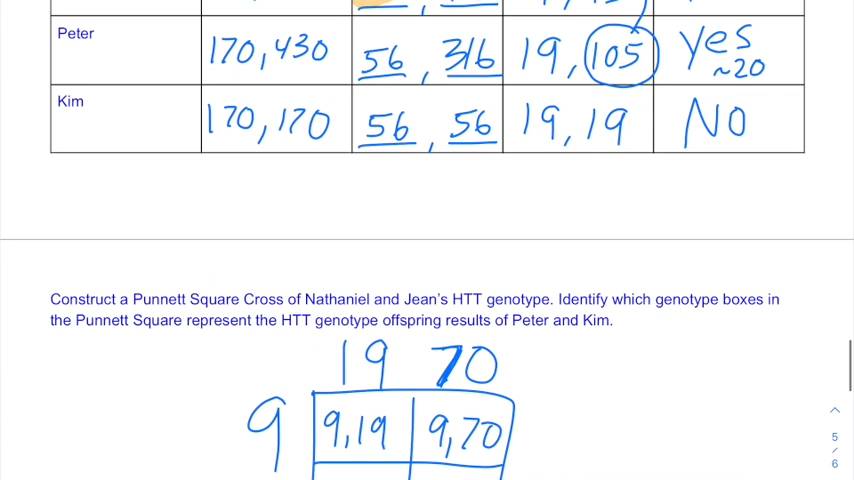 Peter 170,430 56, 316 19, 105 Yes
~20
Kim 170,170 56, 56 19,19 NO
Construct a Punnett Square Cross of Nathaniel and Jean's HTT genotype. Identify which genotype boxes in
the Punnett Square represent the HTT genotype offspring results of Peter and Kim.
19 70
9 9,19 9,70
5
/
6